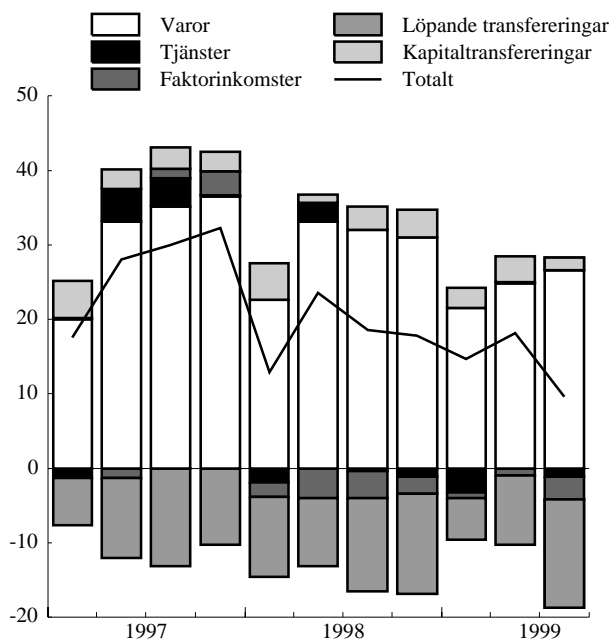 Varor
Löpande transfereringar
Tjänster
Kapitaltransfereringar
Faktorinkomster
Totalt
50
40
30
20
10
0
-10
-20
1997
1998
1999